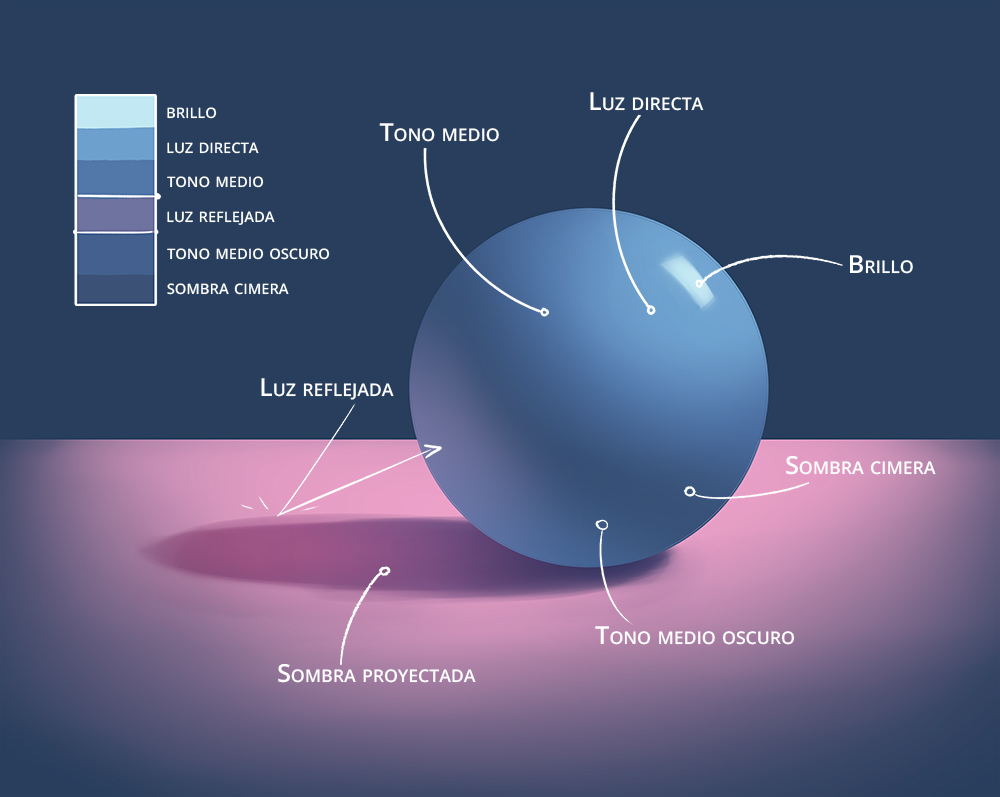 BRILLO
LUZ DIRECTA
TONO MEDIO
LUZ REFLEJADA
TONO MEDIO OSCURO
SOMBRA CIMERA
LUZ DIRECTA
TONO MEDIO
BRILLO
LUZ REFLEJADA
SOMBRA CIMERA
TONO MEDIO OSCURO
SOMBRA PROYECTADA